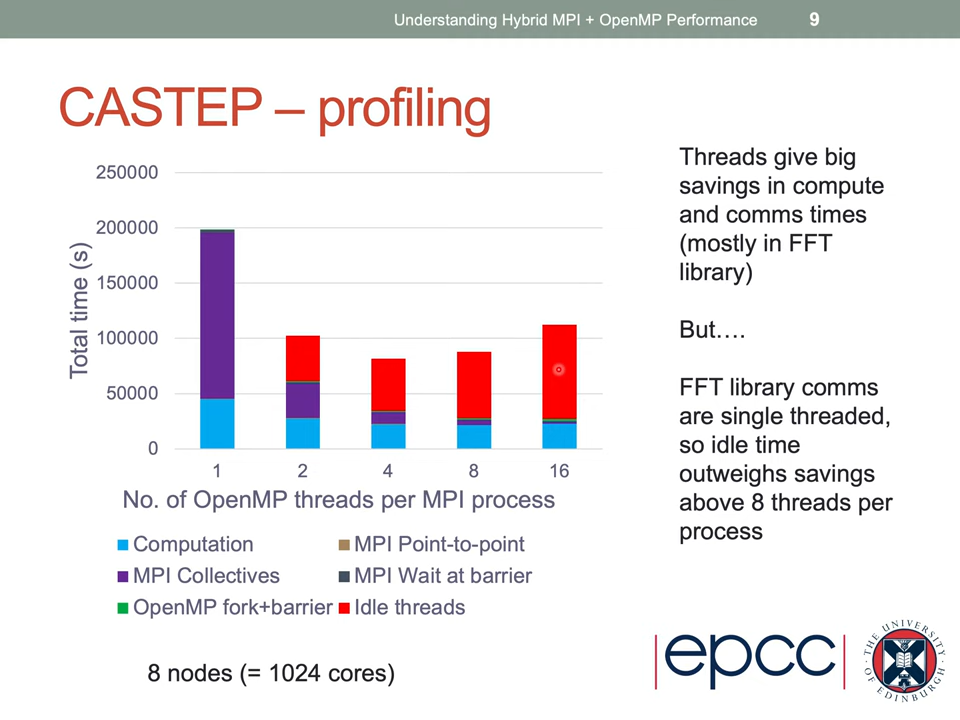 Understanding Hybrid MPI + OpenMP Performance 9
CASTEP – profiling
250000
200000
150000
100000
50000
0
Total time (s)
1 2 4 8 16
No. of OpenMP threads per MPI process
Computation
MPI Point-to-point
MPI Collectives
MPI Wait at barrier
OpenMP fork+barrier
Idle threads
8 nodes (= 1024 cores)
Threads give big
savings in compute
and comms times
(mostly in FFT
library)
But….
FFT library comms
are single threaded,
so idle time
outweighs savings
above 8 threads per
process
epcc
THE UNIVERSITY OF EDINBURGH